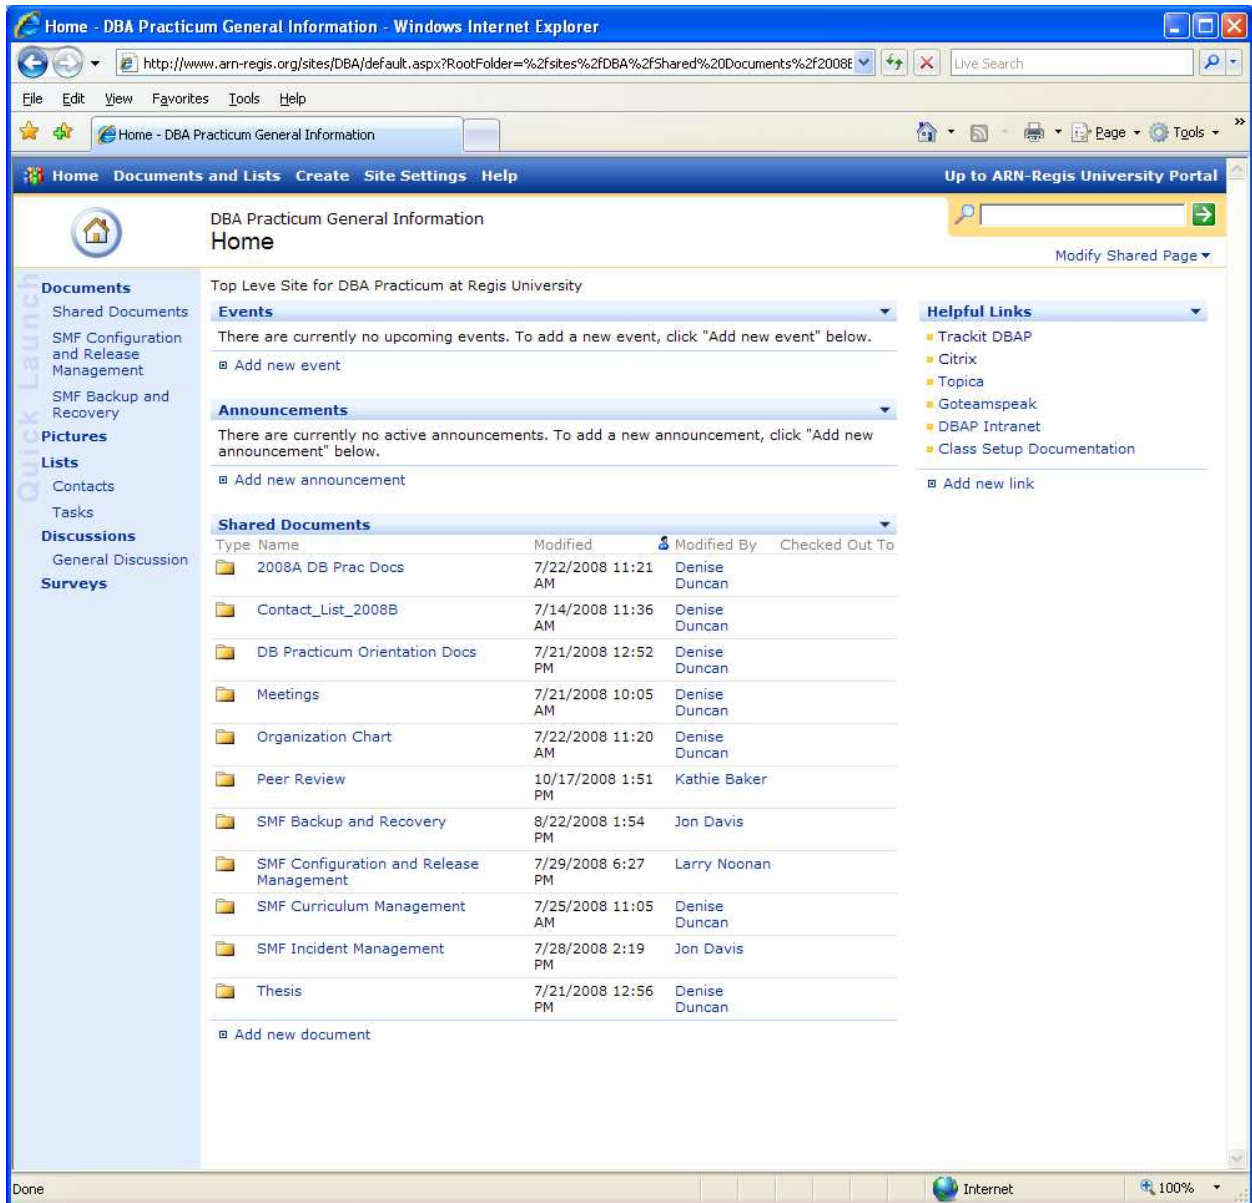 Home - DBA Practicum General Information - Windows Internet Explorer
http://www.arn-regis.org/sites/DBA/default.aspx?RootFolder=%2fsites%2fDBA%2fShared%20Documents%2f2008B
Live Search
File Edit View Favorites Tools Help
Home - DBA Practicum General Information
Page Tools »
Home Documents and Lists Create Site Settings Help Up to ARN-Regis University Portal
DBA Practicum General Information
Home
Modify Shared Page
Quick Launch
Documents
Shared Documents
SMF Configuration
and Release
Management
SMF Backup and
Recovery
Pictures
Lists
Contacts
Tasks
Discussions
General Discussion
Surveys
Top Leve Site for DBA Practicum at Regis University
Events
There are currently no upcoming events. To add a new event, click "Add new event" below.
Add new event
Announcements
There are currently no active announcements. To add a new announcement, click "Add new
announcement" below.
Add new announcement
Shared Documents
Type Name Modified Modified By Checked Out To
2008A DB Prac Docs 7/22/2008 11:21 Denise
AM Duncan
Contact_List_2008B 7/14/2008 11:36 Denise
AM Duncan
DB Practicum Orientation Docs 7/21/2008 12:52 Denise
PM Duncan
Meetings 7/21/2008 10:05 Denise
AM Duncan
Organization Chart 7/22/2008 11:20 Denise
AM Duncan
Peer Review 10/17/2008 1:51 Kathie Baker
PM
SMF Backup and Recovery 8/22/2008 1:54 Jon Davis
PM
SMF Configuration and Release 7/29/2008 6:27 Larry Noonan
Management PM
SMF Curriculum Management 7/25/2008 11:05 Denise
AM Duncan
SMF Incident Management 7/28/2008 2:19 Jon Davis
PM
Thesis 7/21/2008 12:56 Denise
PM Duncan
Add new document
Helpful Links
Trackit DBAP
Citrix
Topica
Goteamspeak
DBAP Intranet
Class Setup Documentation
Add new link
Done Internet 100%